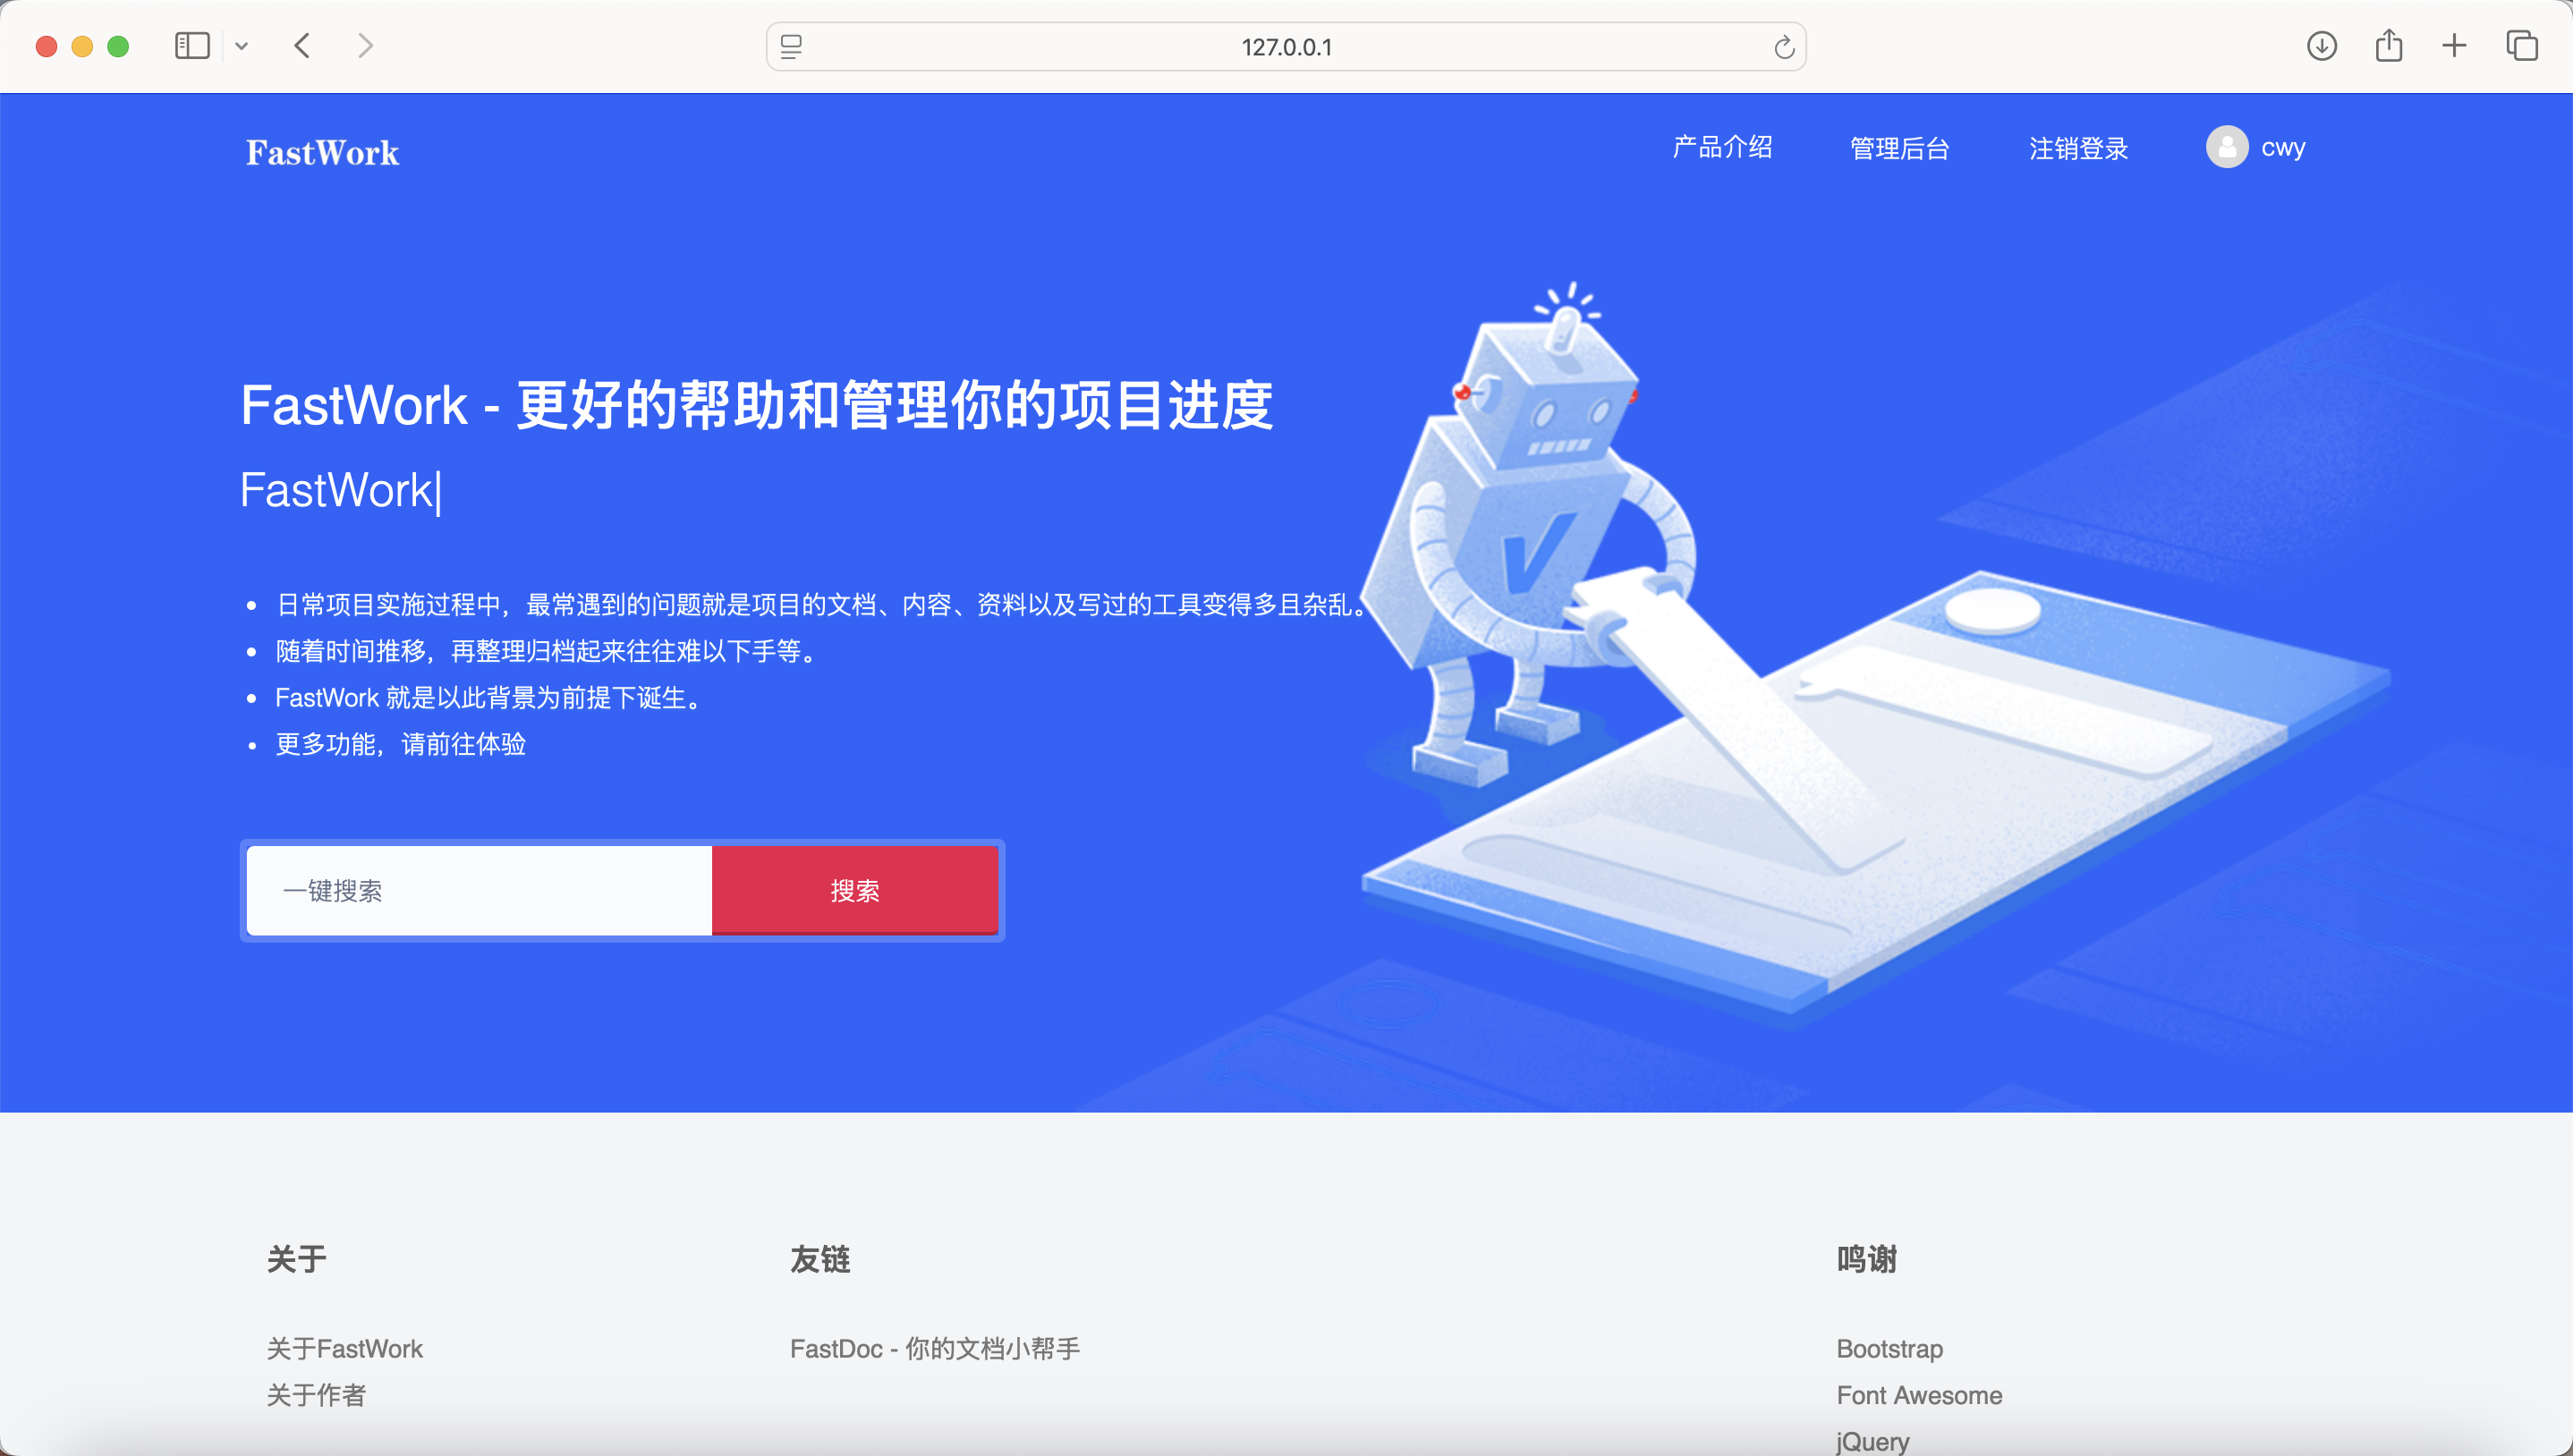 127.0.0.1
FastWork
产品介绍
管理后台
注销登录
cwy
FastWork - 更好的帮助和管理你的项目进度
FastWork|
日常项目实施过程中，最常遇到的问题就是项目的文档、内容、资料以及写过的工具变得多且杂乱。
随着时间推移，再整理归档起来往往难以下手等。
FastWork 就是以此背景为前提下诞生。
更多功能，请前往体验
一键搜索
搜索
关于
关于FastWork
关于作者
友链
FastDoc - 你的文档小帮手
鸣谢
Bootstrap
Font Awesome
jQuery